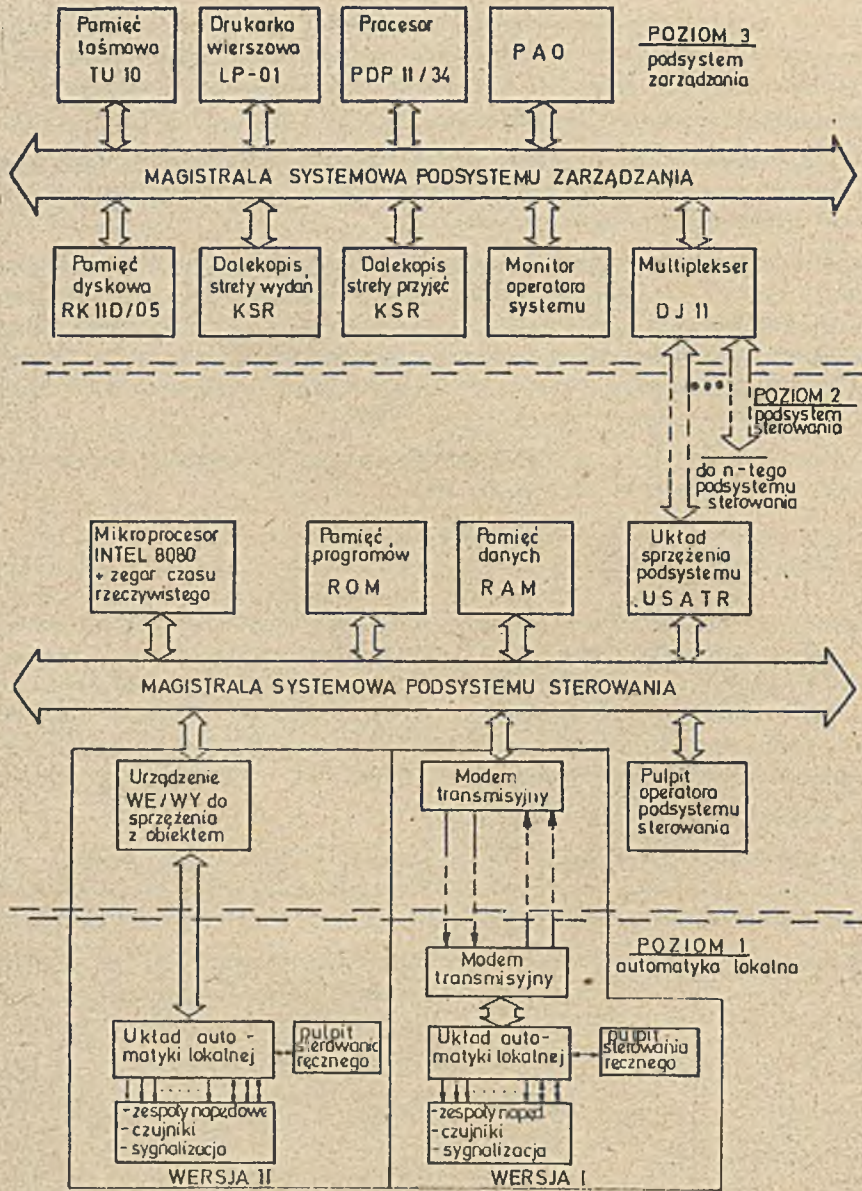 Pamięć
taśmowa
TU 10
Drukarka
wierszowa
LP-01
Procesor
PDP 11/34
PAO
POZIOM 3
podsystem
zarządzania
MAGISTRALA SYSTEMOWA PODSYSTEMU ZARZĄDZANIA
Pamięć
dyskowa
RK11D/05
Dalekopis
strefy wydań
KSR
Dalekopis
strefy przyjęć
KSR
Monitor
operatora
systemu
Multiplekser
DJ 11
POZIOM 2
podsystem
sterowania
do n-tego
podsystemu
sterowania
Mikroprocesor
INTEL 8080
+ zegar czasu
rzeczywistego
Pamięć
programów
ROM
Pamięć
danych
RAM
Układ
sprzężenia
podsystemu
USATR
MAGISTRALA SYSTEMOWA PODSYSTEMU STEROWANIA
Urządzenie
WE/WY do
sprzężenia
z obiektem
Modem
transmisyjny
Pulpit
operatora
podsystemu
sterowania
Modem
transmisyjny
POZIOM 1
automatyka lokalna
Układ auto-
matyki lokalnej
pulpit
sterowania
ręcznego
Układ auto-
matyki lokalnej
pulpit
sterowania
ręcznego
-zespoły napędowe
-czujniki
-sygnalizacja
-zespoły napęd.
-czujniki
-sygnalizacja
WERSJA II
WERSJA I